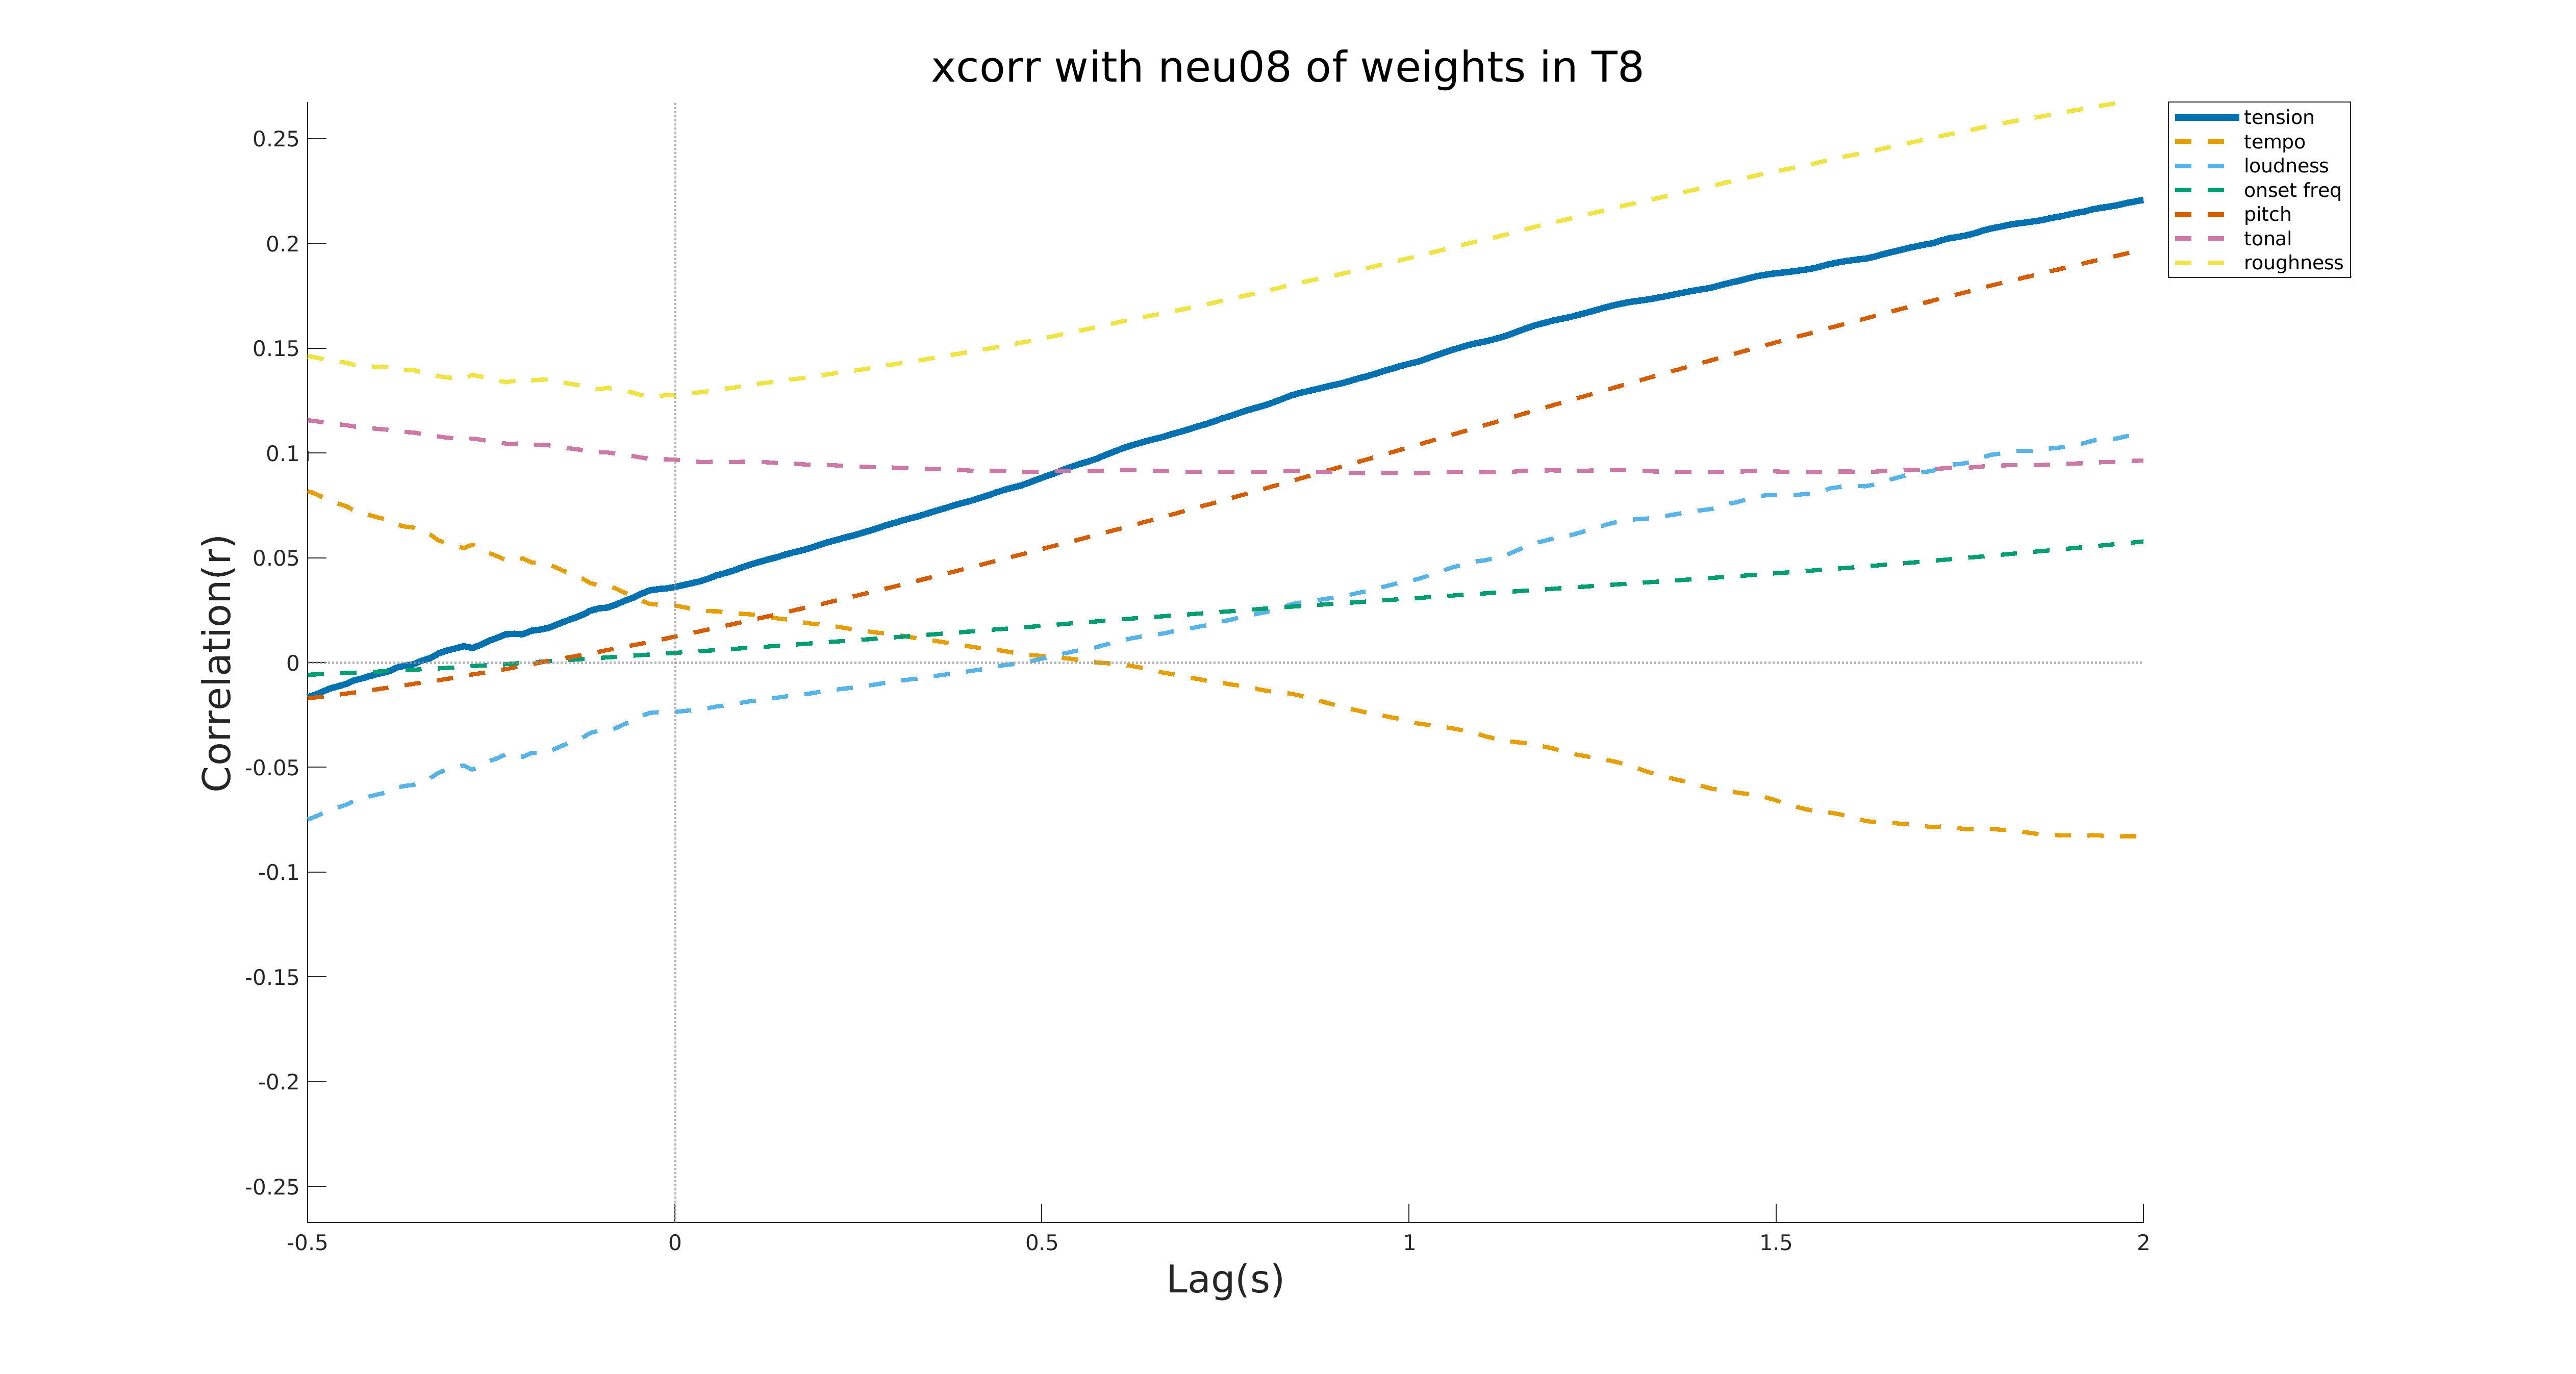 xcorr with neu08 of weights in T8
tension
tempo
loudness
onset freq
pitch
tonal
roughness
Correlation(r)
0.25
0.2
0.15
0.1
0.05
0
-0.05
-0.1
-0.15
-0.2
-0.25
-0.5 0 0.5 1 1.5 2
Lag(s)